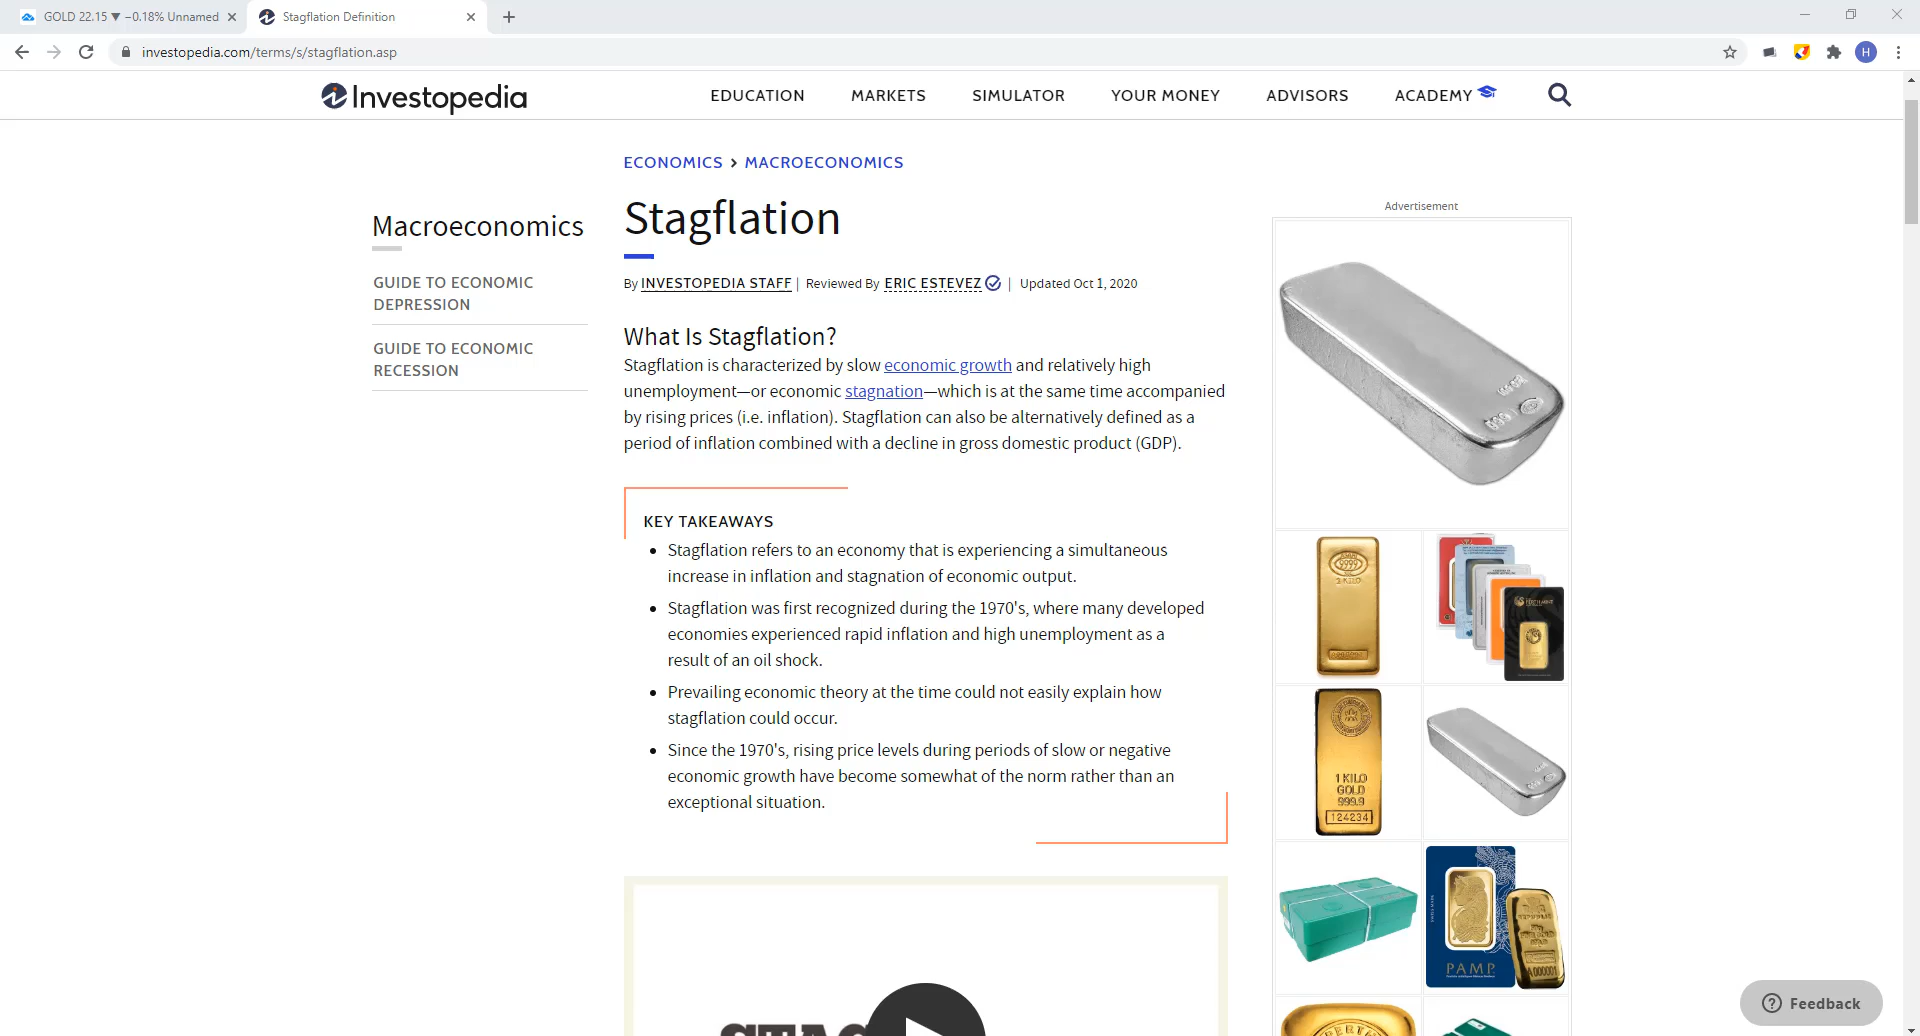 GOLD 22.15 ▼ −0.18% Unnamed
Stagflation Definition
investopedia.com/terms/s/stagflation.asp
H
Investopedia
EDUCATION
MARKETS
SIMULATOR
YOUR MONEY
ADVISORS
ACADEMY
ECONOMICS > MACROECONOMICS
Macroeconomics
GUIDE TO ECONOMIC
DEPRESSION
GUIDE TO ECONOMIC
RECESSION
Stagflation
By INVESTOPEDIA STAFF | Reviewed By ERIC ESTEVEZ | Updated Oct 1, 2020
What Is Stagflation?
Stagflation is characterized by slow economic growth and relatively high
unemployment—or economic stagnation—which is at the same time accompanied
by rising prices (i.e. inflation). Stagflation can also be alternatively defined as a
period of inflation combined with a decline in gross domestic product (GDP).
KEY TAKEAWAYS
• Stagflation refers to an economy that is experiencing a simultaneous
increase in inflation and stagnation of economic output.
• Stagflation was first recognized during the 1970's, where many developed
economies experienced rapid inflation and high unemployment as a
result of an oil shock.
• Prevailing economic theory at the time could not easily explain how
stagflation could occur.
• Since the 1970's, rising price levels during periods of slow or negative
economic growth have become somewhat of the norm rather than an
exceptional situation.
Advertisement
999
9999
1 KILO
GOLD
999.9
124234
PAMP
Feedback